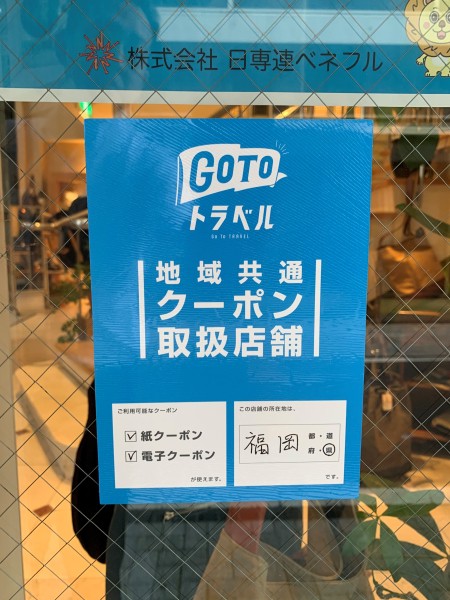 株式会社 日専連ベネフル
GOTO
トラベル
Go To TRAVEL
地域共通
クーポン
取扱店舗
ご利用可能なクーポン
☑ 紙クーポン
☑ 電子クーポン
が使えます。
この店舗の所在地は、
福岡 都・道
府・県
です。